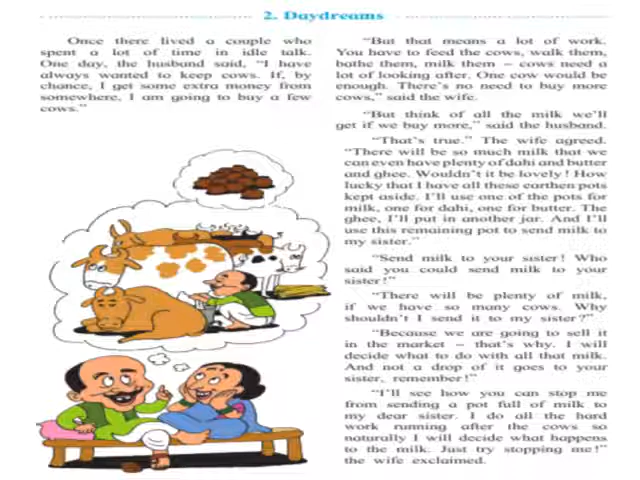 2. Daydreams
Once there lived a couple who
spent a lot of time in idle talk.
One day, the husband said, “I have
always wanted to keep cows. If, by
chance, I get some extra money from
somewhere, I am going to buy a few
cows.”
“But that means a lot of work.
You have to feed the cows, walk them,
bathe them, milk them – cows need a
lot of looking after. One cow would be
enough. There’s no need to buy more
cows,” said the wife.
“But think of all the milk we’ll
get if we buy more,” said the husband.
“That’s true.” The wife agreed.
“There will be so much milk that we
can even have plenty of dahi and butter
and ghee. Wouldn’t it be lovely! How
lucky that I have all these earthen pots
kept aside. I’ll use one of the pots for
milk, one for dahi, one for butter. The
ghee, I’ll put in another jar. And I’ll
use this remaining pot to send milk to
my sister.”
“Send milk to your sister! Who
said you could send milk to your
sister!”
“There will be plenty of milk,
if we have so many cows. Why
shouldn’t I send it to my sister?”
“Because we are going to sell it
in the market – that’s why. I will
decide what to do with all that milk.
And not a drop of it goes to your
sister, remember!”
“I’ll see how you can stop me
from sending a pot full of milk to
my dear sister. I do all the hard
work running after the cows so
naturally I will decide what happens
to the milk. Just try stopping me!”
the wife exclaimed.